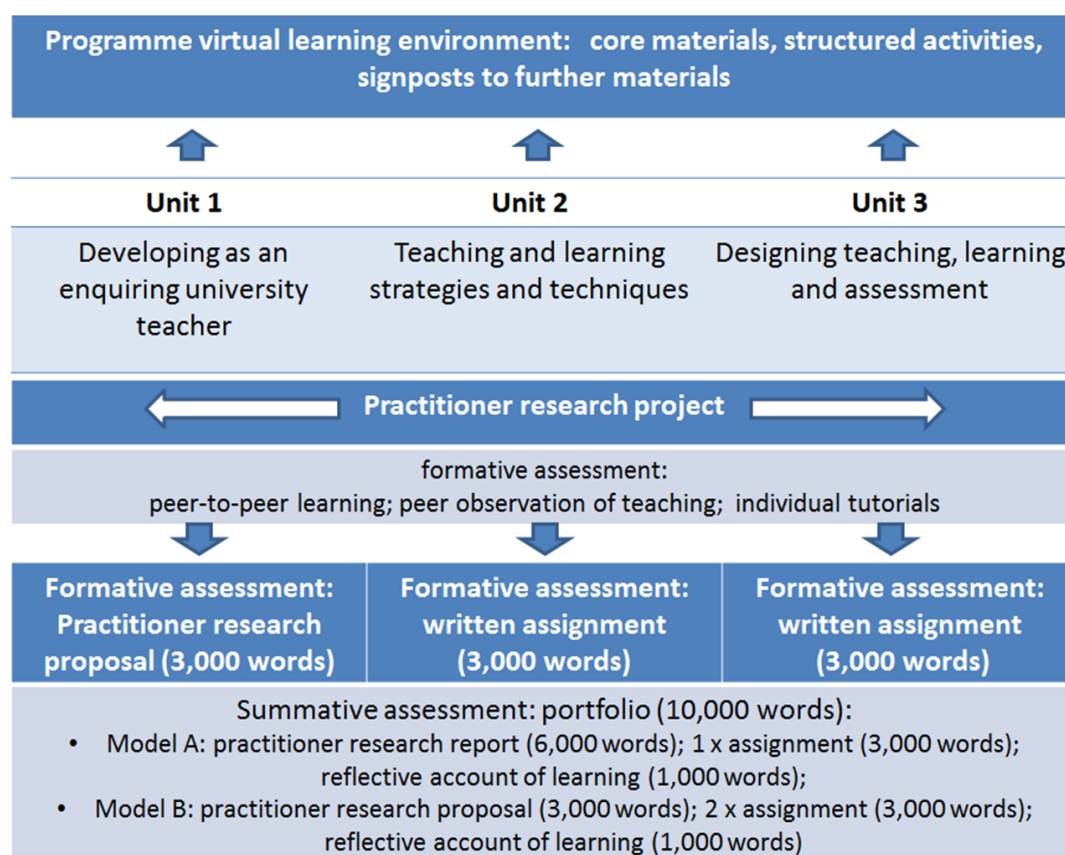 Programme virtual learning environment: core materials, structured activities,
signposts to further materials
Unit 1
Unit 2
Unit 3
Developing as an
enquiring university
teacher
Teaching and learning
strategies and techniques
Designing teaching, learning
and assessment
Practitioner research project
formative assessment:
peer-to-peer learning; peer observation of teaching; individual tutorials
Formative assessment:
Practitioner research
proposal (3,000 words)
Formative assessment:
written assignment
(3,000 words)
Formative assessment:
written assignment
(3,000 words)
Summative assessment: portfolio (10,000 words):
• Model A: practitioner research report (6,000 words); 1 x assignment (3,000 words);
reflective account of learning (1,000 words);
• Model B: practitioner research proposal (3,000 words); 2 x assignment (3,000 words);
reflective account of learning (1,000 words)